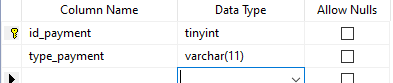 Column Name Data Type Allow Nulls
id_payment tinyint
type_payment varchar(11)